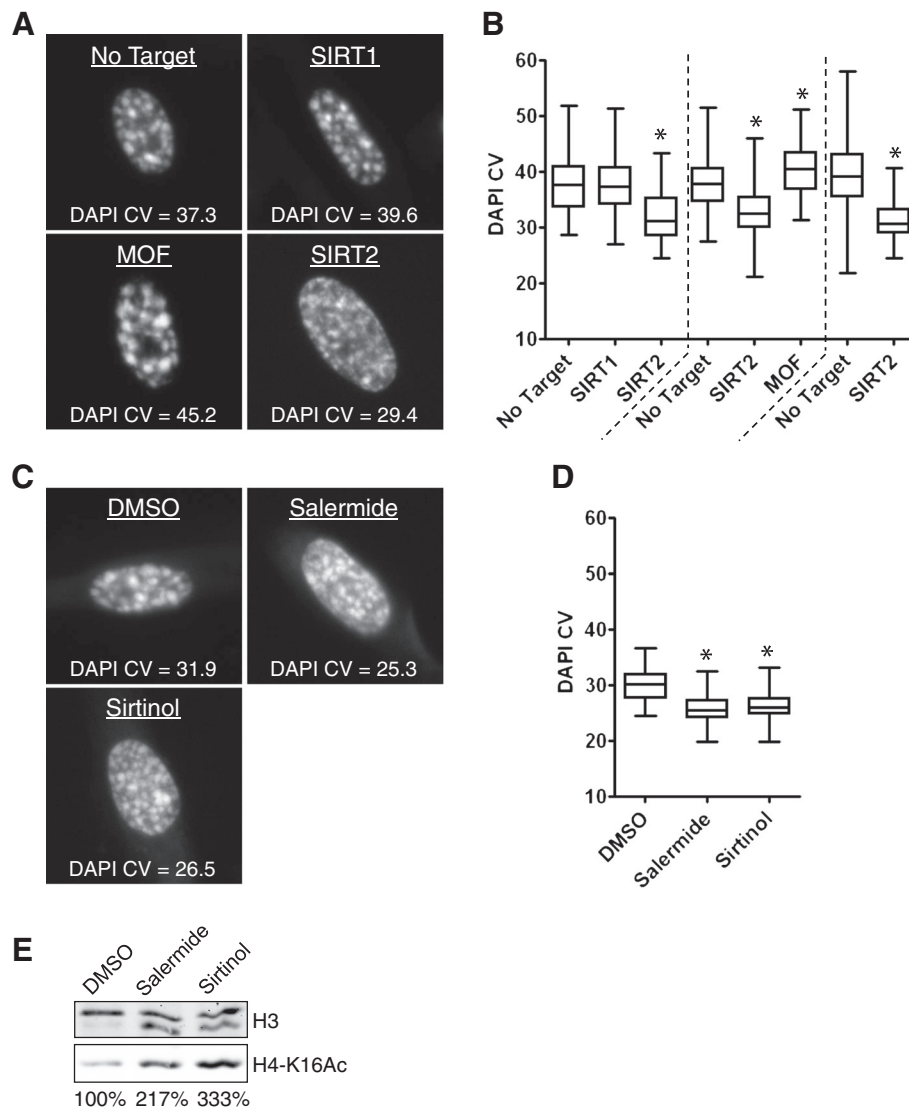 A
No Target
DAPI CV = 37.3
SIRT1
DAPI CV = 39.6
MOF
DAPI CV = 45.2
SIRT2
DAPI CV = 29.4
B
DAPI CV
60
50
40
30
20
10
*
*
*
*
No Target
SIRT1
SIRT2
No Target
SIRT2
MOF
No Target
SIRT2
C
DMSO
DAPI CV = 31.9
Salermide
DAPI CV = 25.3
Sirtinol
DAPI CV = 26.5
D
DAPI CV
60
50
40
30
20
10
*
*
DMSO
Salermide
Sirtinol
E
DMSO
Salermide
Sirtinol
H3
H4-K16Ac
100% 217% 333%